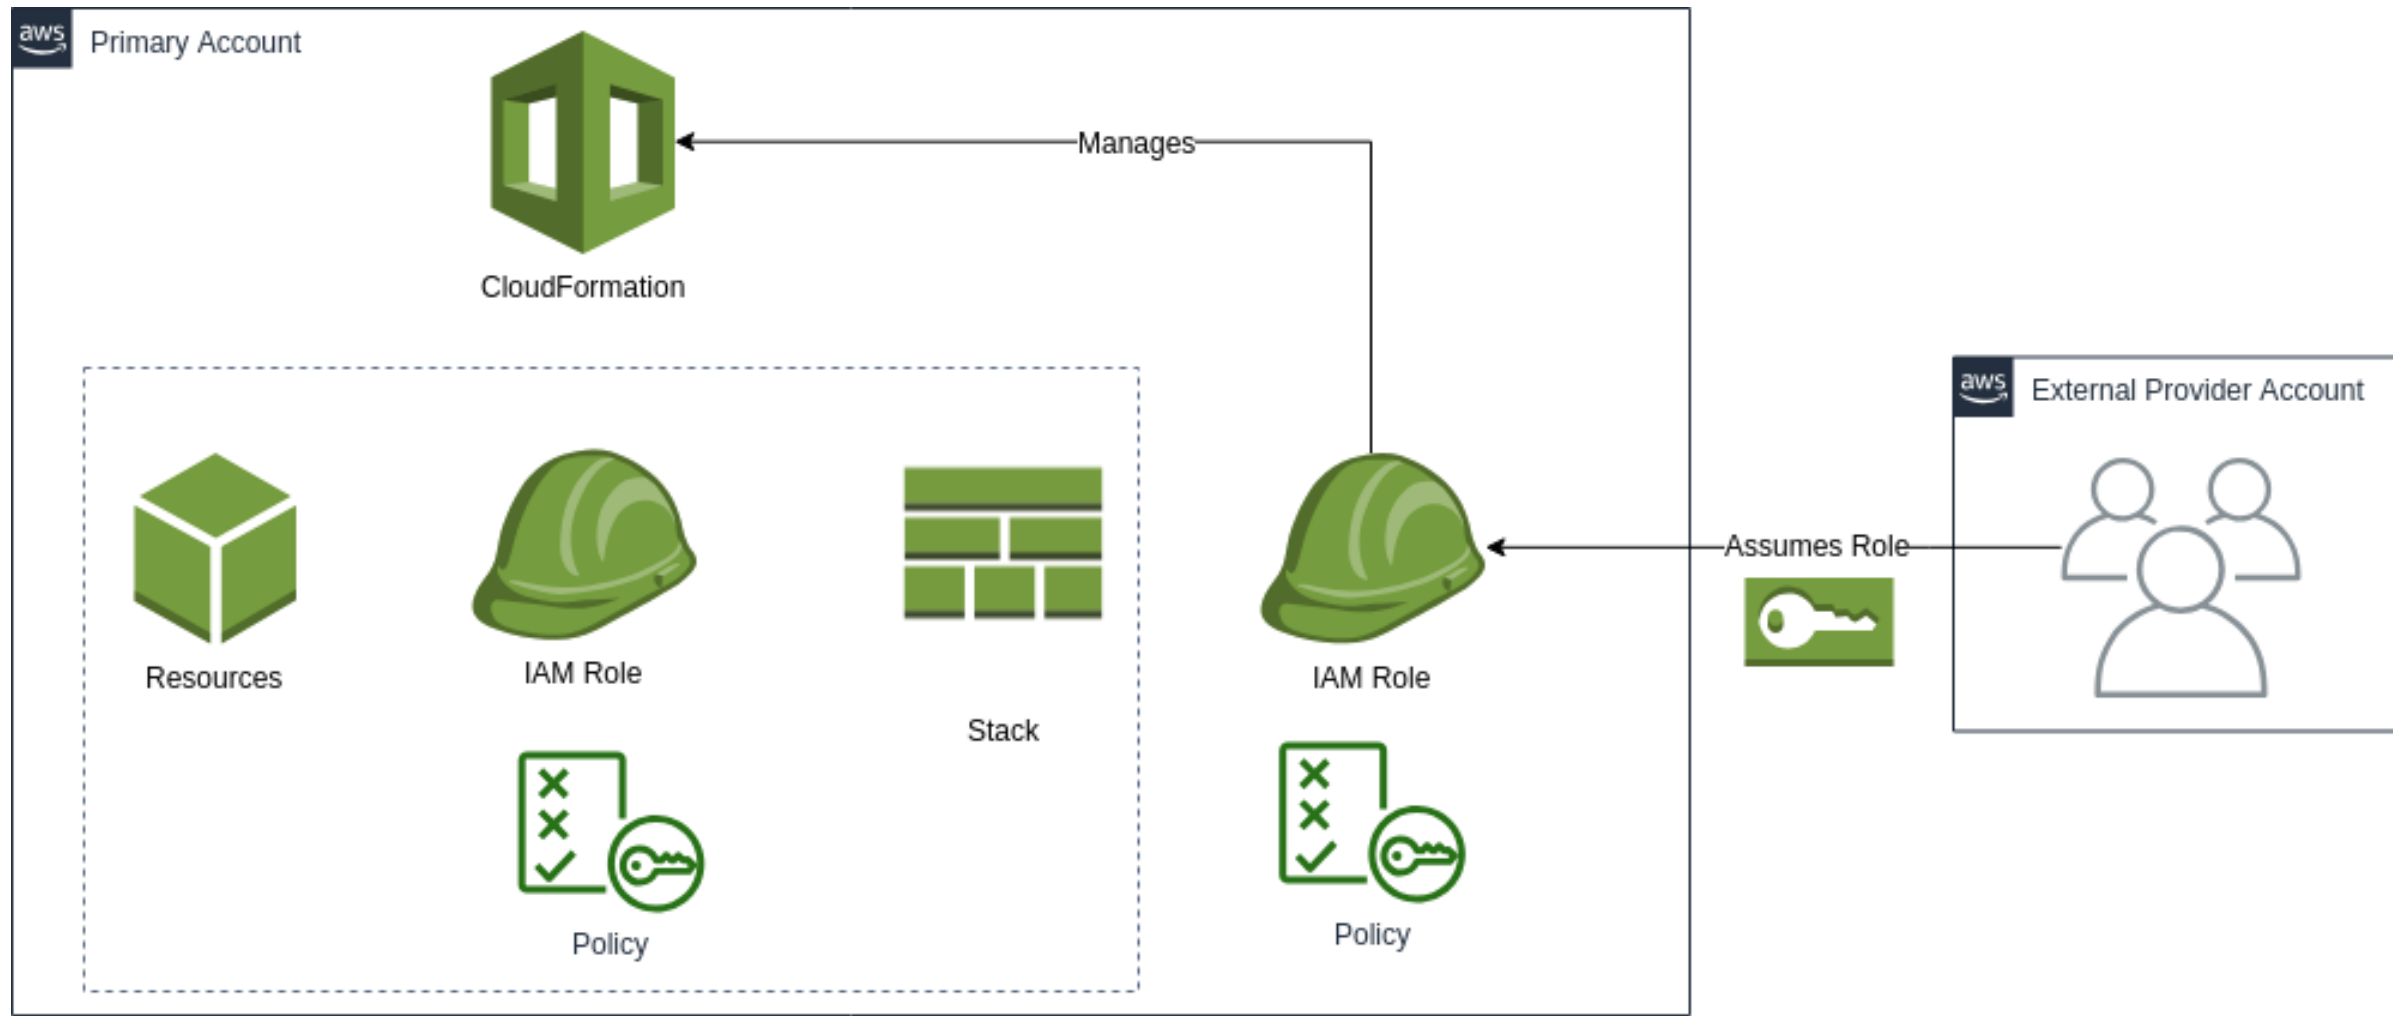 aws
Primary Account
Manages
CloudFormation
aws
External Provider Account
Assumes Role
Resources
IAM Role
Stack
IAM Role
Policy
Policy